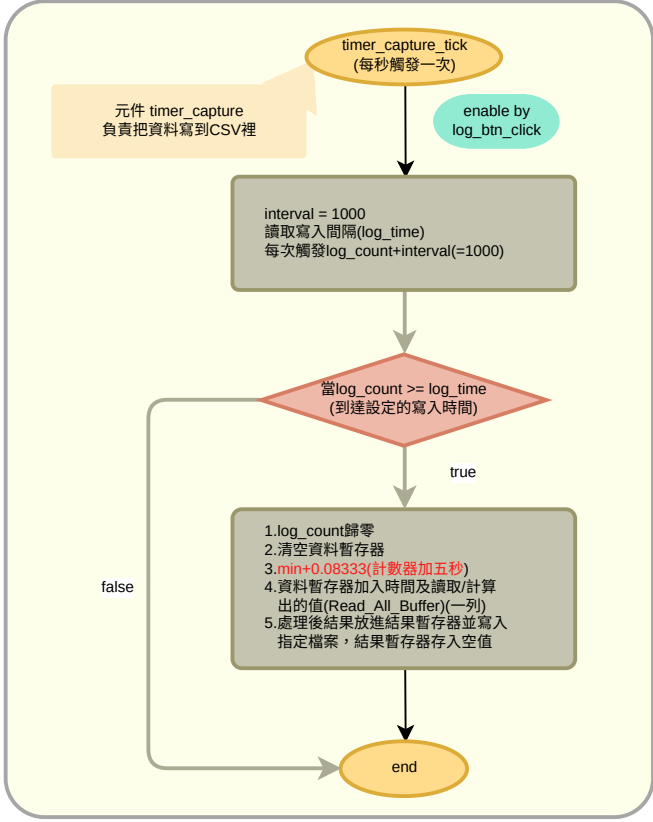 timer_capture_tick
(每秒觸發一次)
元件 timer_capture
負責把資料寫到CSV裡
enable by
log_btn_click
interval = 1000
讀取寫入間隔(log_time)
每次觸發log_count+interval(=1000)
當log_count >= log_time
(到達設定的寫入時間)
true
false
1.log_count歸零
2.清空資料暫存器
3.min+0.08333(計數器加五秒)
4.資料暫存器加入時間及讀取/計算
出的值(Read_All_Buffer)(一列)
5.處理後結果放進結果暫存器並寫入
指定檔案，結果暫存器存入空值
end